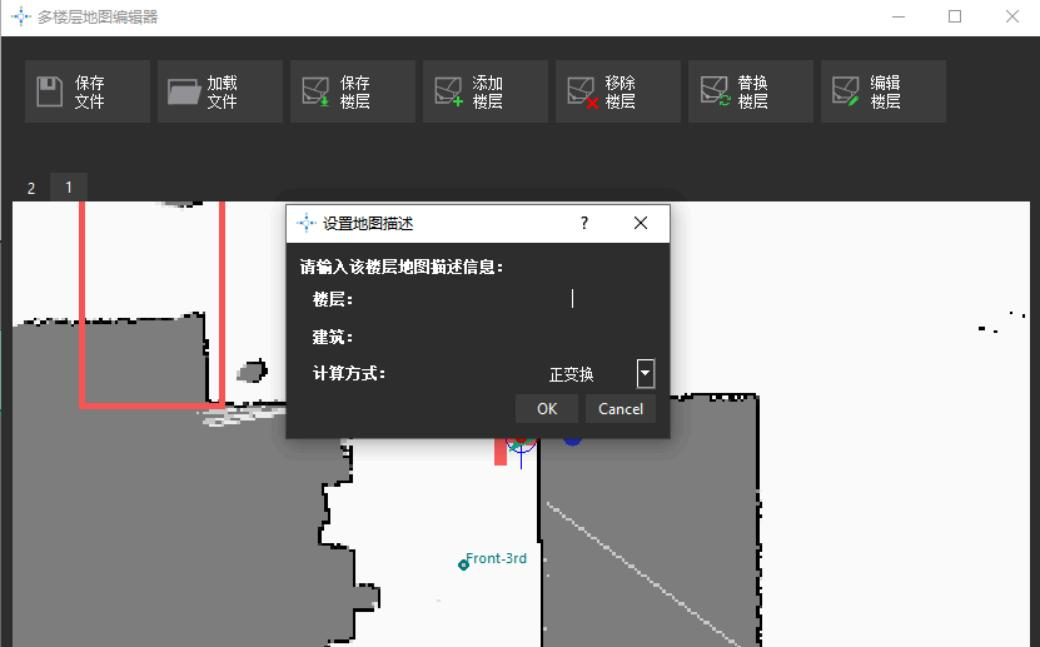 多楼层地图编辑器
保存
文件
加载
文件
保存
楼层
添加
楼层
移除
楼层
替换
楼层
编辑
楼层
2
1
设置地图描述
?
请输入该楼层地图描述信息：
楼层：
建筑：
计算方式：
正变换
OK
Cancel
Front-3rd